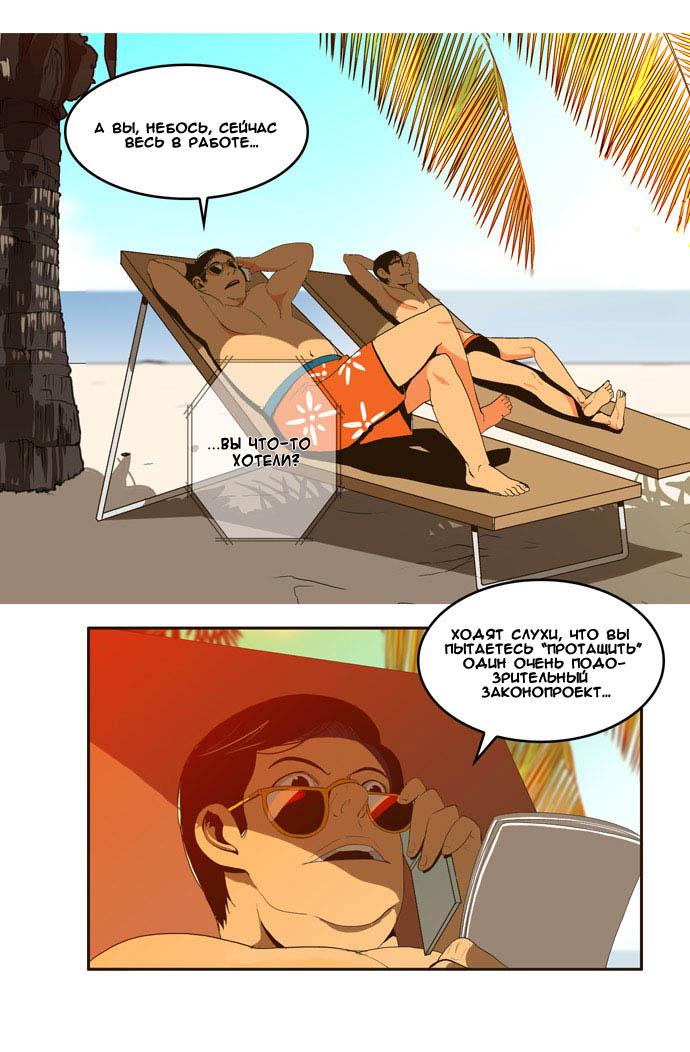 А ВЫ, НЕБОСЬ, СЕЙЧАС
ВЕСЬ В РАБОТЕ...
...ВЫ ЧТО-ТО
ХОТЕЛИ?
ХОДЯТ СЛУХИ, ЧТО ВЫ
ПЫТАЕТЕСЬ "ПРОТАЩИТЬ"
ОДИН ОЧЕНЬ ПОДО-
ЗРИТЕЛЬНЫЙ
ЗАКОНОПРОЕКТ...